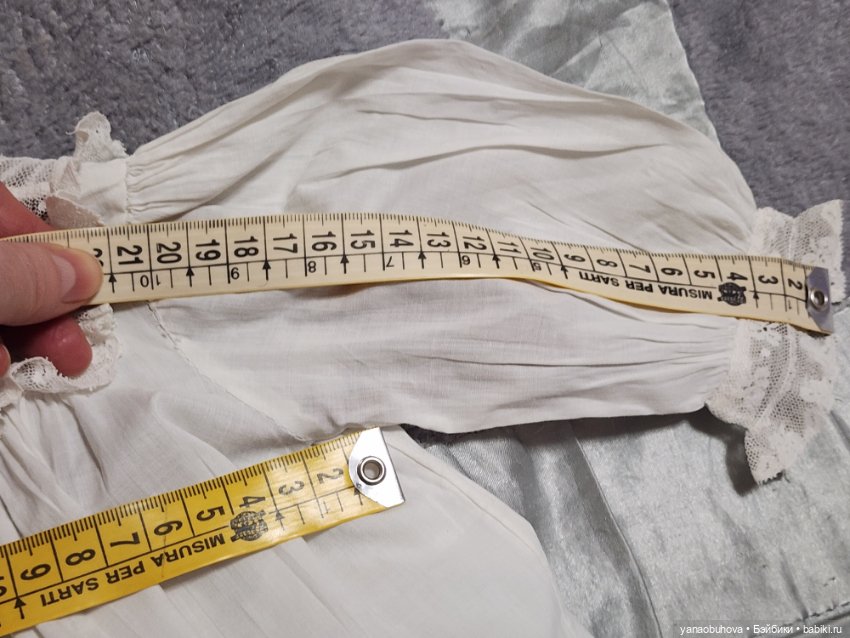 21 20 19 18 17 16 15 14 13 12 11 10 9 8 7 6 5 4 3 2
10 9 8 7 6 MISURA PER SARTI 1
9 8 7 6 5 4 3 2
MISURA PER SARTI
yanaobuhova • Бэйбики • babiki.ru